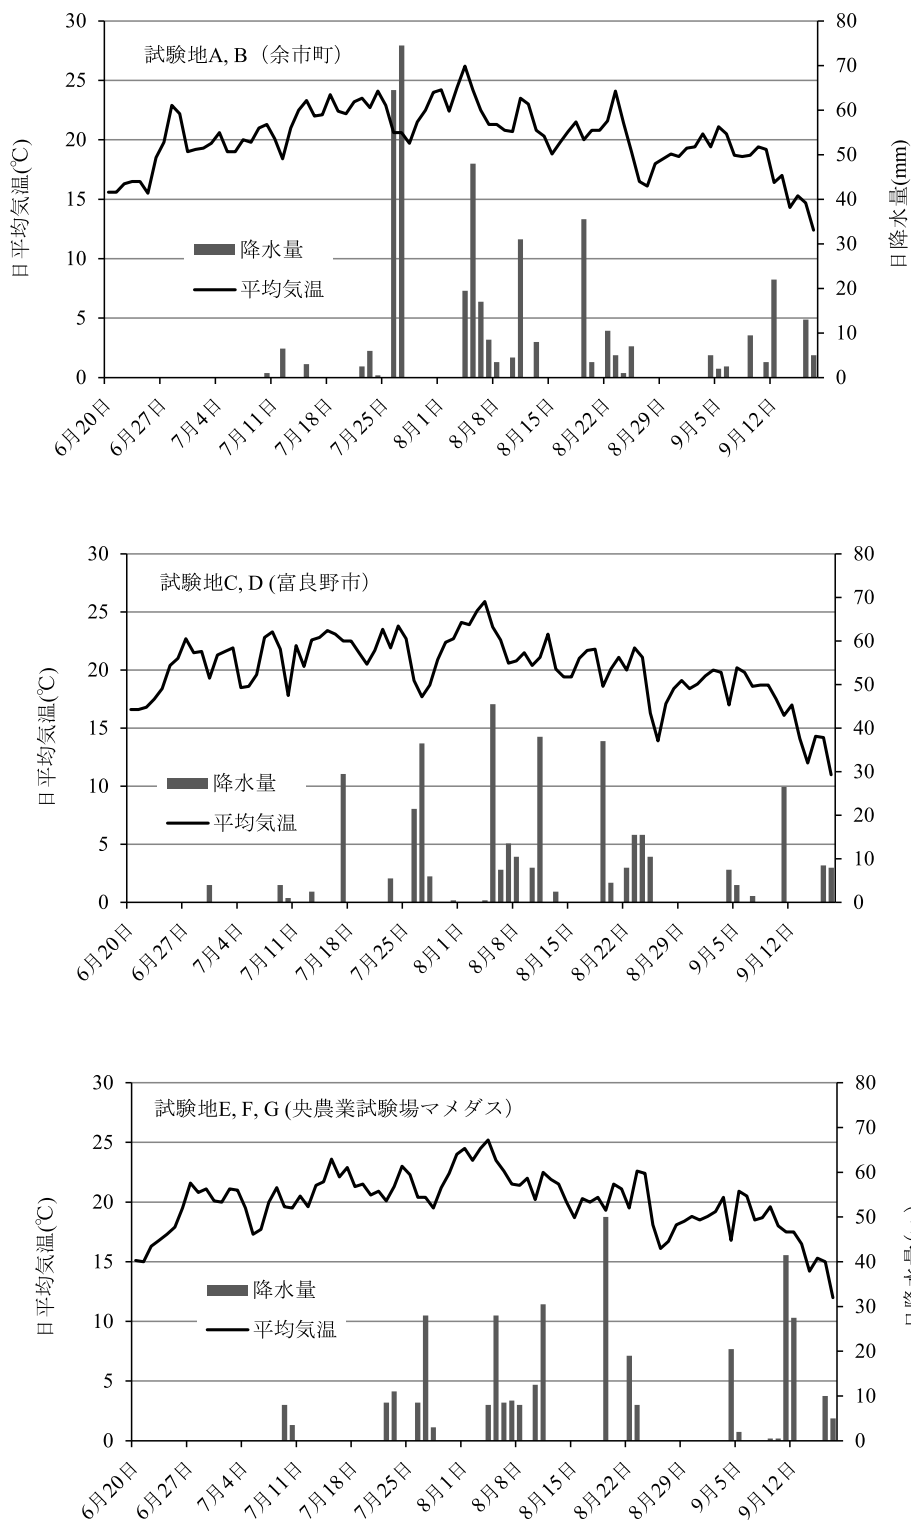 試験地A, B（余市町）
日平均気温(℃)
日降水量(mm)
30
25
20
15
10
5
0
80
70
60
50
40
30
20
10
0
降水量
平均気温
6月20日
6月27日
7月4日
7月11日
7月18日
7月25日
8月1日
8月8日
8月15日
8月22日
8月29日
9月5日
9月12日
試験地C, D (富良野市）
日平均気温(℃)
30
25
20
15
10
5
0
80
70
60
50
40
30
20
10
0
降水量
平均気温
6月20日
6月27日
7月4日
7月11日
7月18日
7月25日
8月1日
8月8日
8月15日
8月22日
8月29日
9月5日
9月12日
試験地E, F, G (央農業試験場マメダス）
日平均気温(℃)
30
25
20
15
10
5
0
80
70
60
50
40
30
20
10
0
降水量
平均気温
6月20日
6月27日
7月4日
7月11日
7月18日
7月25日
8月1日
8月8日
8月15日
8月22日
8月29日
9月5日
9月12日